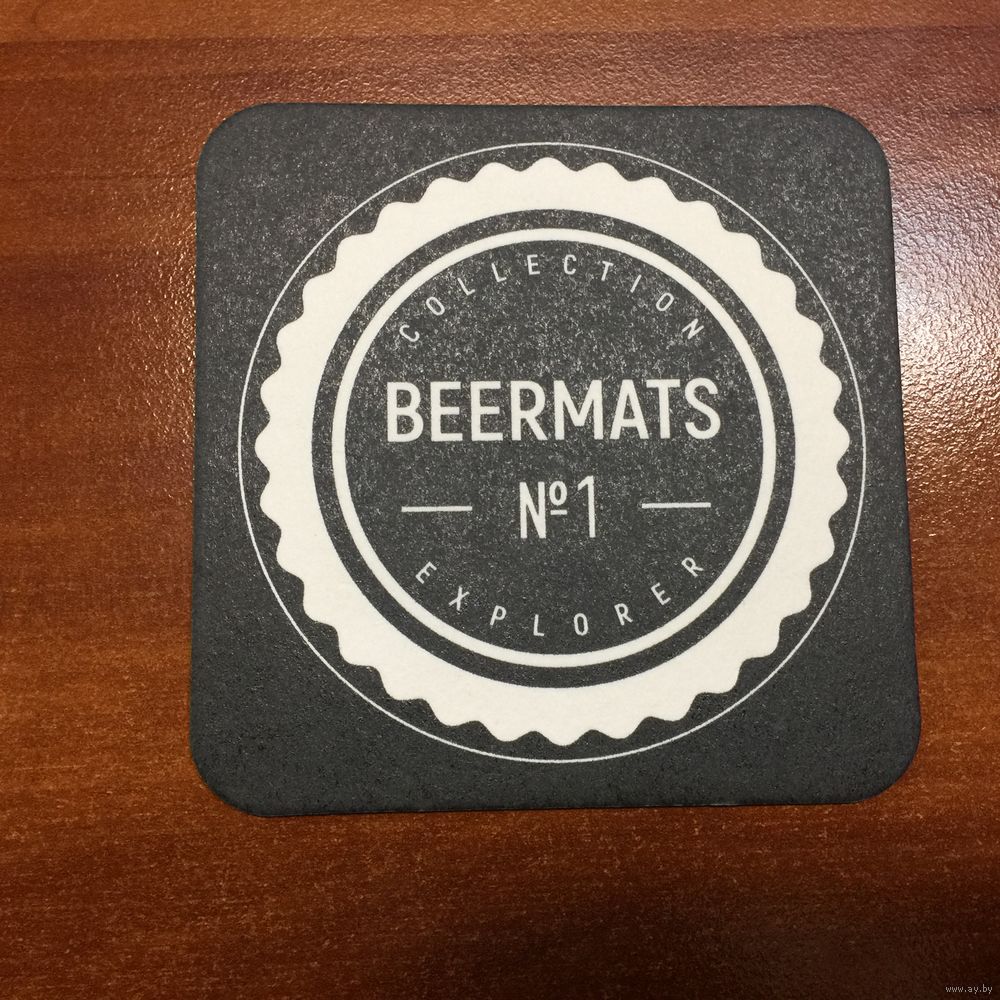 COLLECTION
BEERMATS
— Nº1 —
EXPLORER
www.ay.by